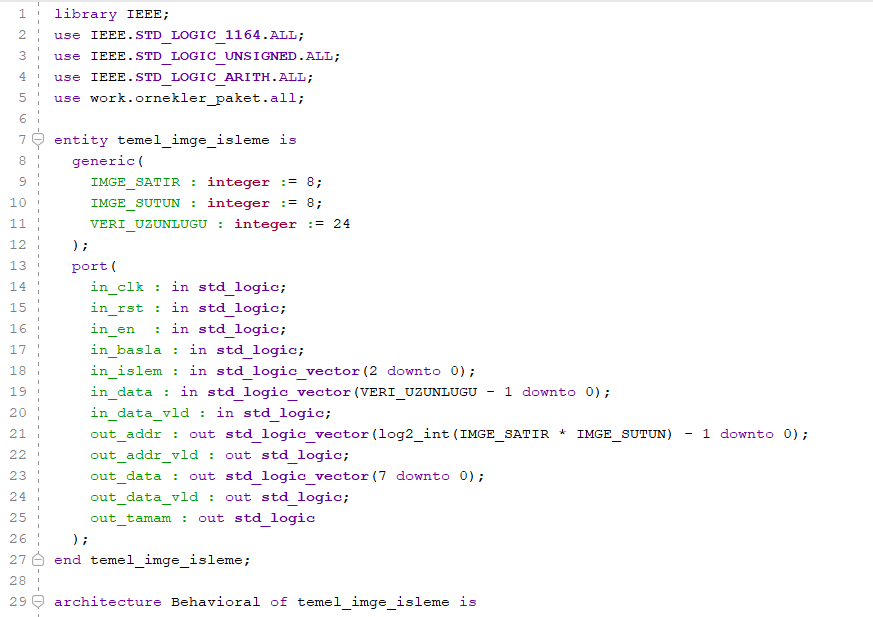 1 library IEEE;
2 use IEEE.STD_LOGIC_1164.ALL;
3 use IEEE.STD_LOGIC_UNSIGNED.ALL;
4 use IEEE.STD_LOGIC_ARITH.ALL;
5 use work.ornekler_paket.all;
6
7 entity temel_imge_isleme is
8 generic(
9 IMGE_SATIR : integer := 8;
10 IMGE_SUTUN : integer := 8;
11 VERI_UZUNLUGU : integer := 24
12 );
13 port(
14 in_clk : in std_logic;
15 in_rst : in std_logic;
16 in_en  : in std_logic;
17 in_basla : in std_logic;
18 in_islem : in std_logic_vector(2 downto 0);
19 in_data : in std_logic_vector(VERI_UZUNLUGU - 1 downto 0);
20 in_data_vld : in std_logic;
21 out_addr : out std_logic_vector(log2_int(IMGE_SATIR * IMGE_SUTUN) - 1 downto 0);
22 out_addr_vld : out std_logic;
23 out_data : out std_logic_vector(7 downto 0);
24 out_data_vld : out std_logic;
25 out_tamam : out std_logic
26 );
27 end temel_imge_isleme;
28
29 architecture Behavioral of temel_imge_isleme is